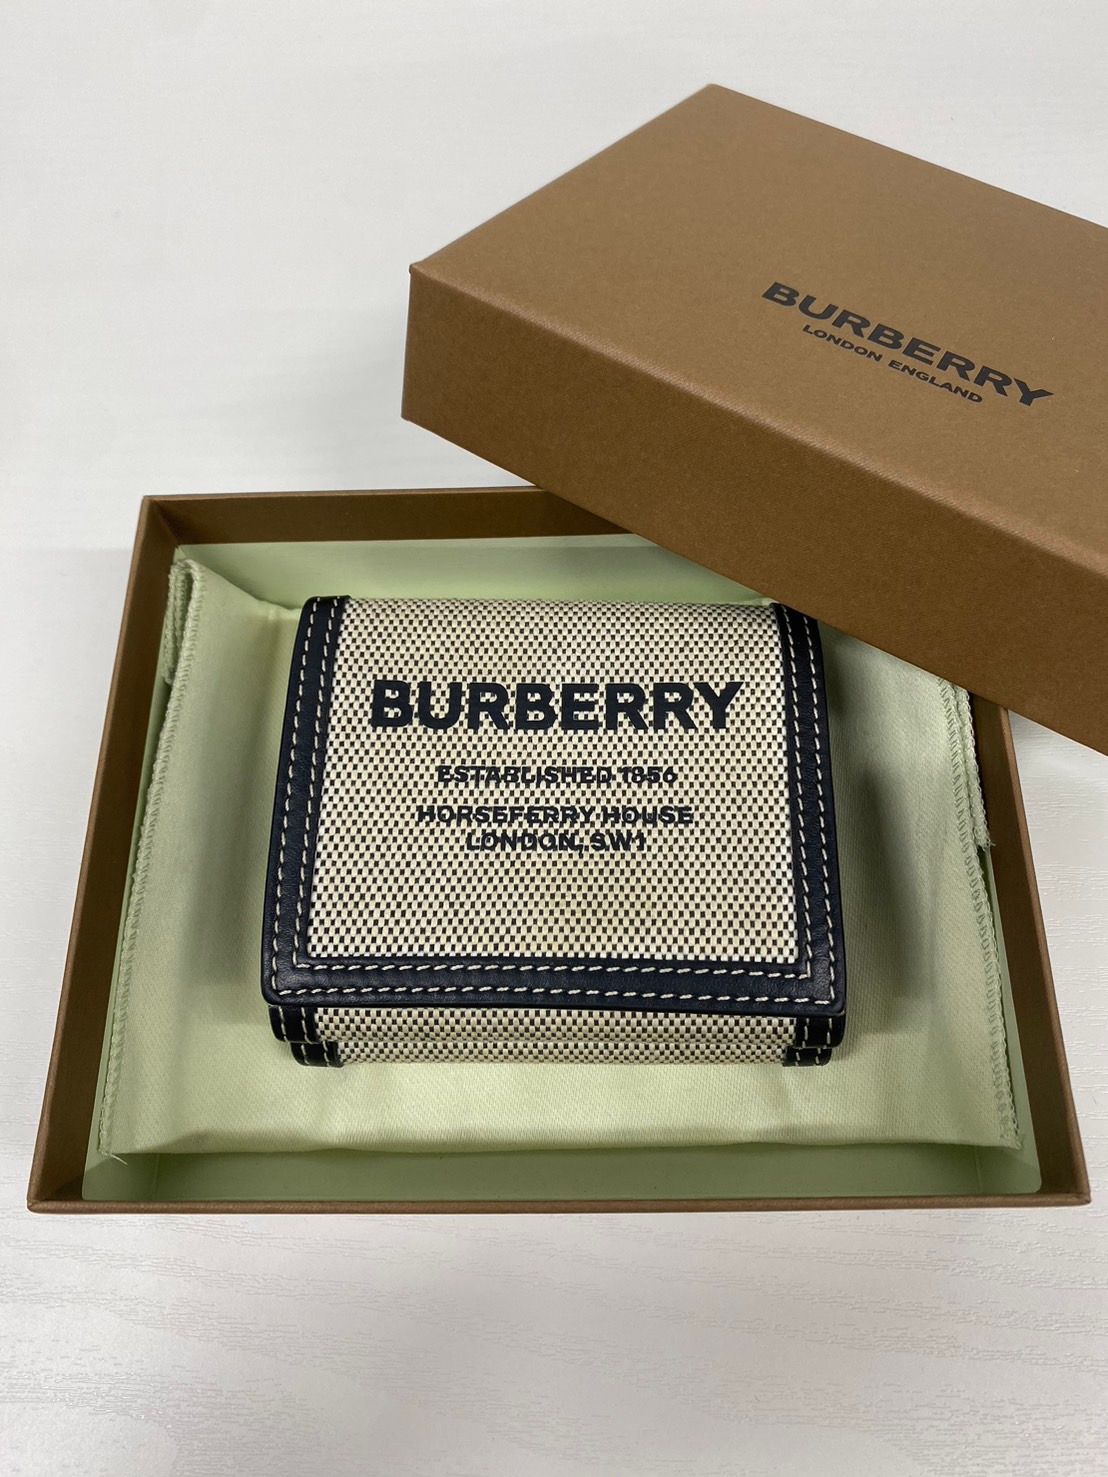 BURBERRY
LONDON ENGLAND
BURBERRY
ESTABLISHED 1856
HORSEFERRY HOUSE
LONDON, SW1